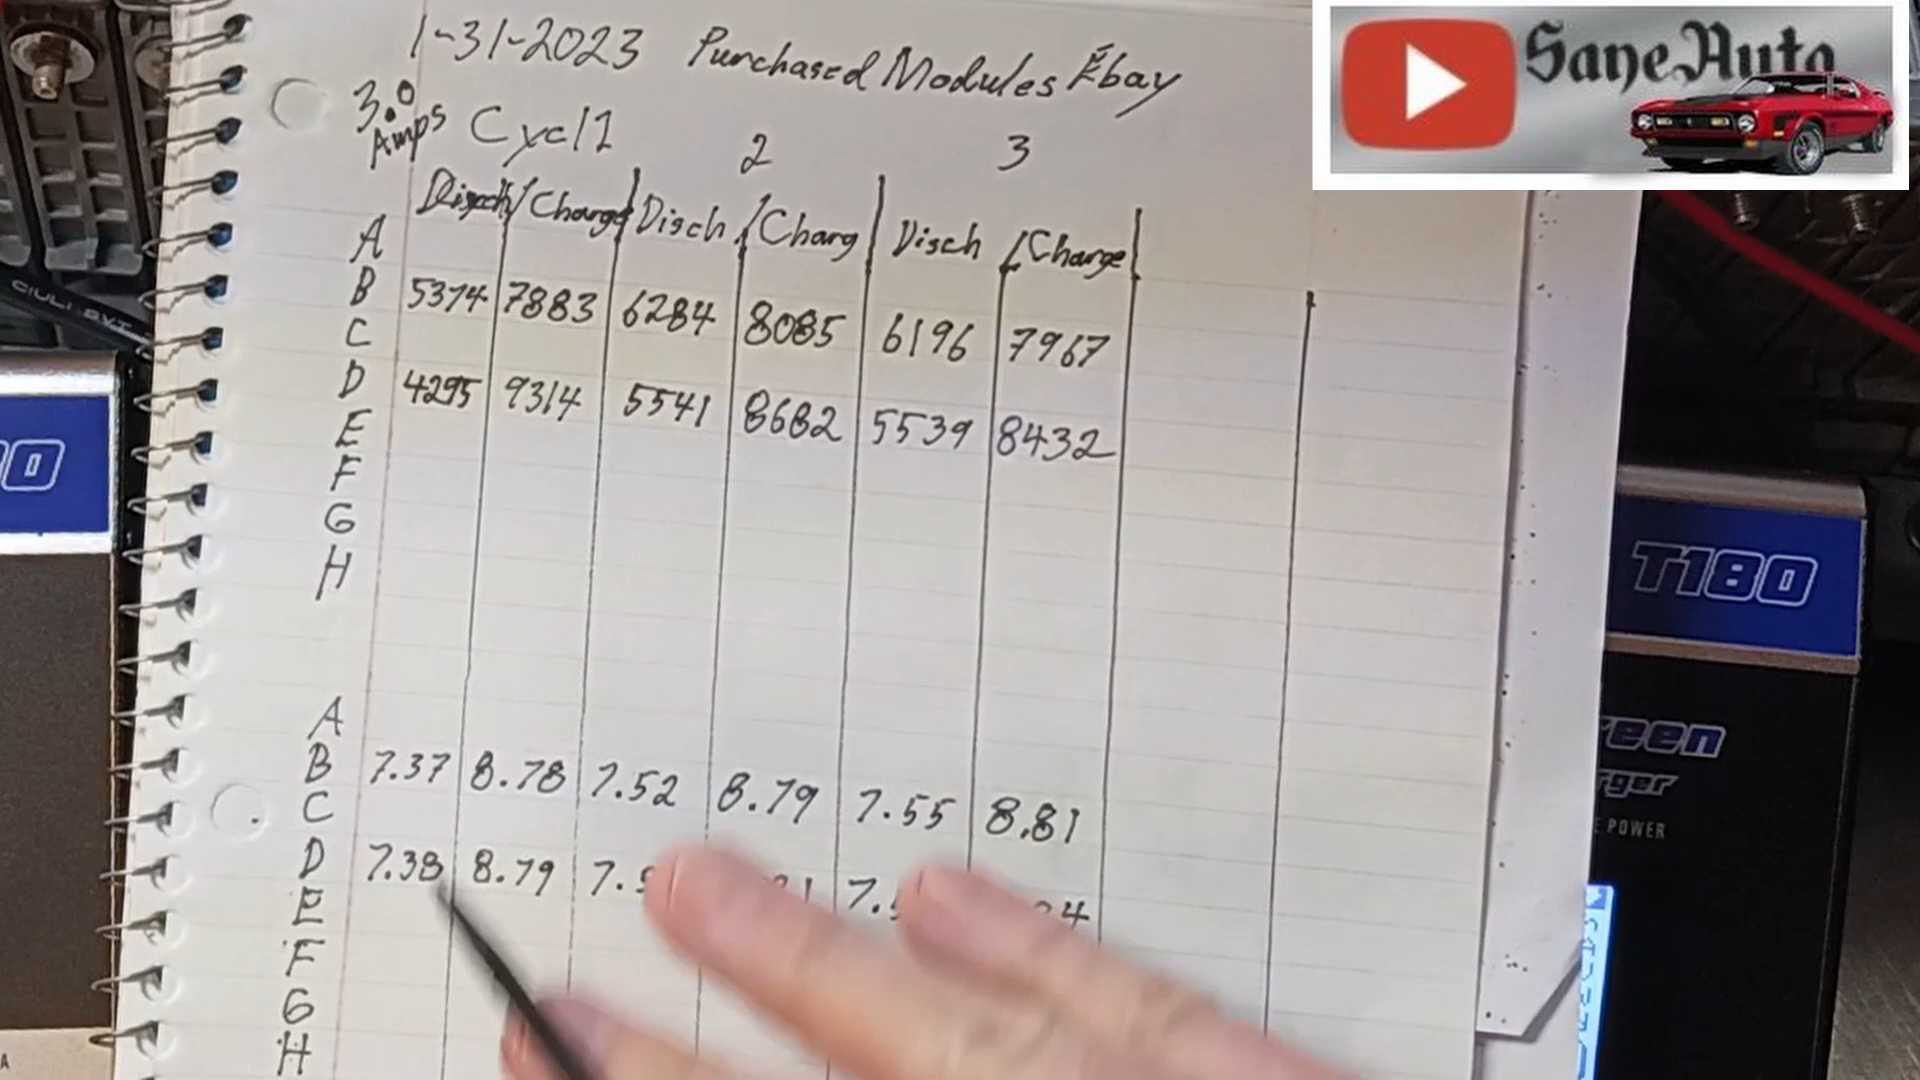 1-31-2023 Purchased Modules Ebay
3.0 Amps
Cycl1 2 3
Disch/Charge Disch/Charg Disch/Charge
A
B 5374 7883 6284 8085 6196 7967
C
D 4295 9314 5541 8682 5539 8432
E
F
G
H
A
B 7.37 8.78 7.52 8.79 7.55 8.81
C
D 7.38 8.79
E
F
G
H
SaneAuto
T180
POWER